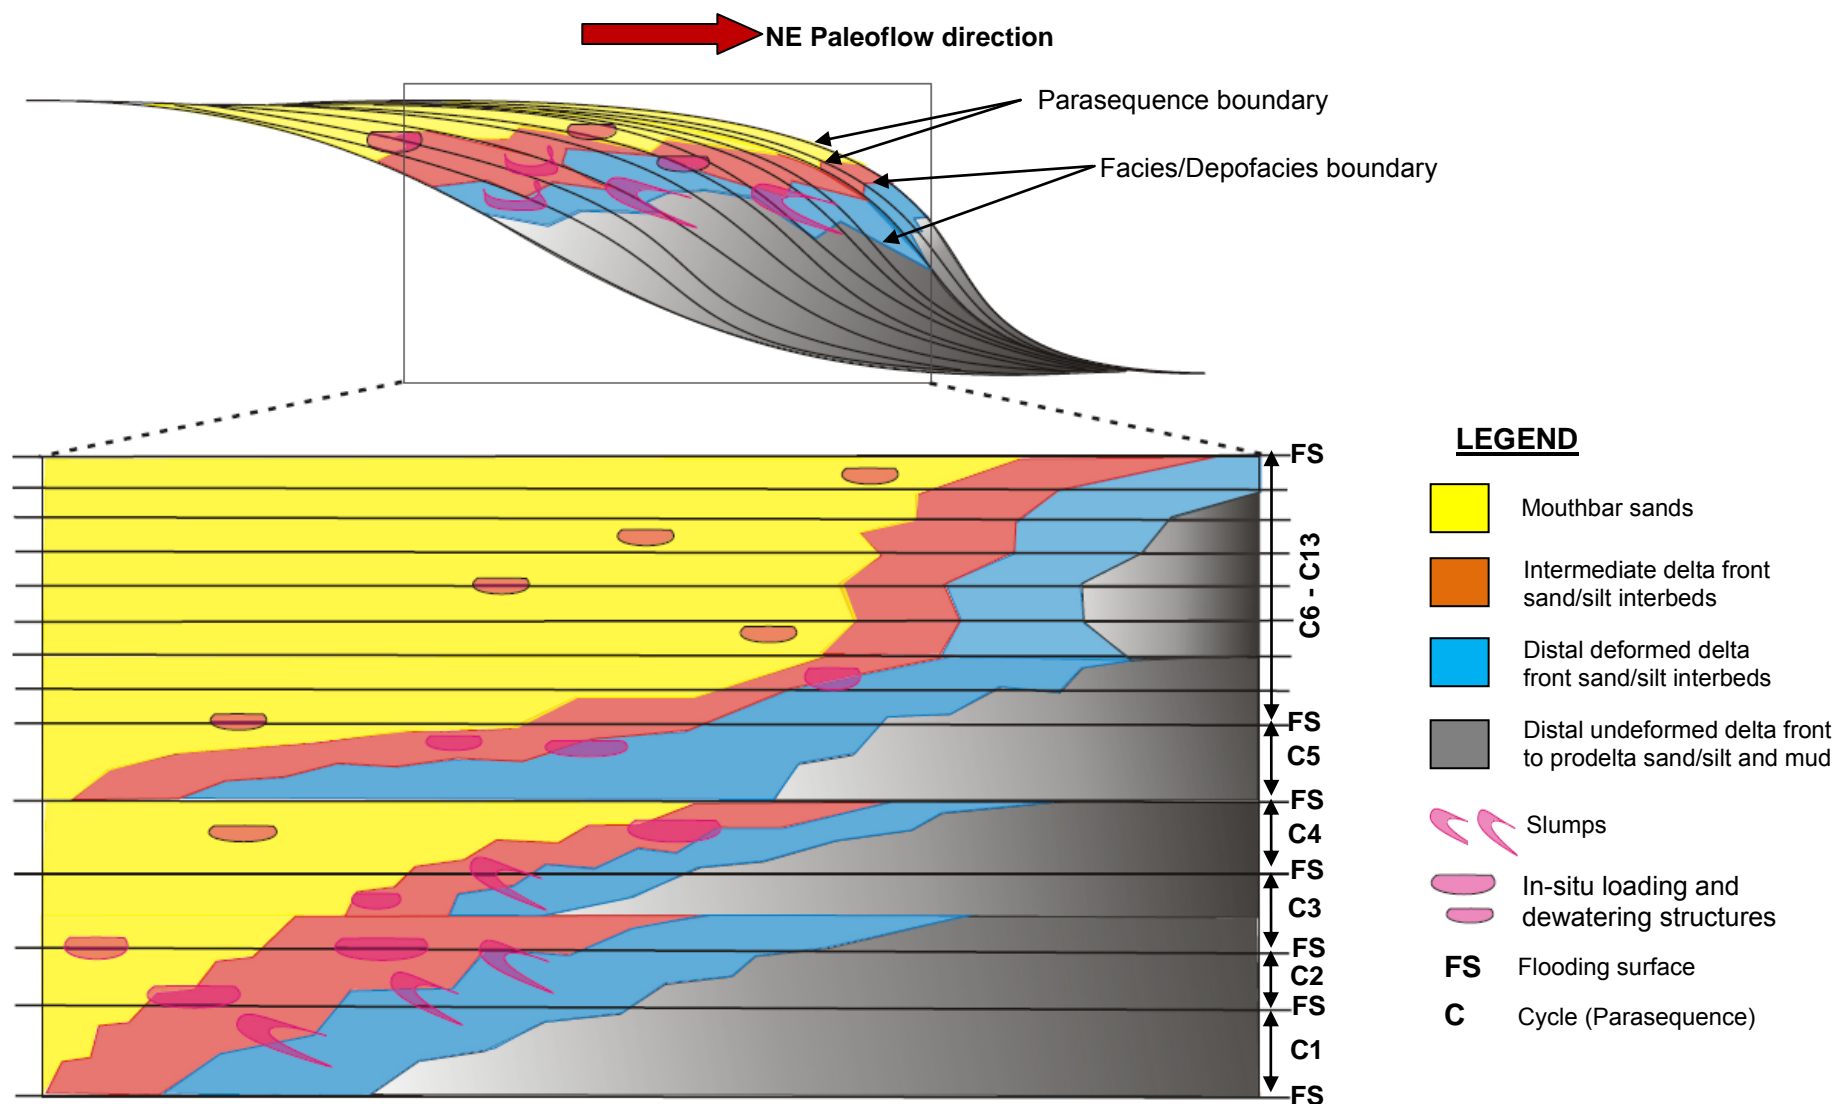 NE Paleoflow direction
Parasequence boundary
Facies/Depofacies boundary
FS
C6 - C13
FS
C5
FS
C4
FS
C3
FS
C2
FS
C1
FS
LEGEND
Mouthbar sands
Intermediate delta front
sand/silt interbeds
Distal deformed delta
front sand/silt interbeds
Distal undeformed delta front
to prodelta sand/silt and mud
Slumps
In-situ loading and
dewatering structures
FS Flooding surface
C Cycle (Parasequence)